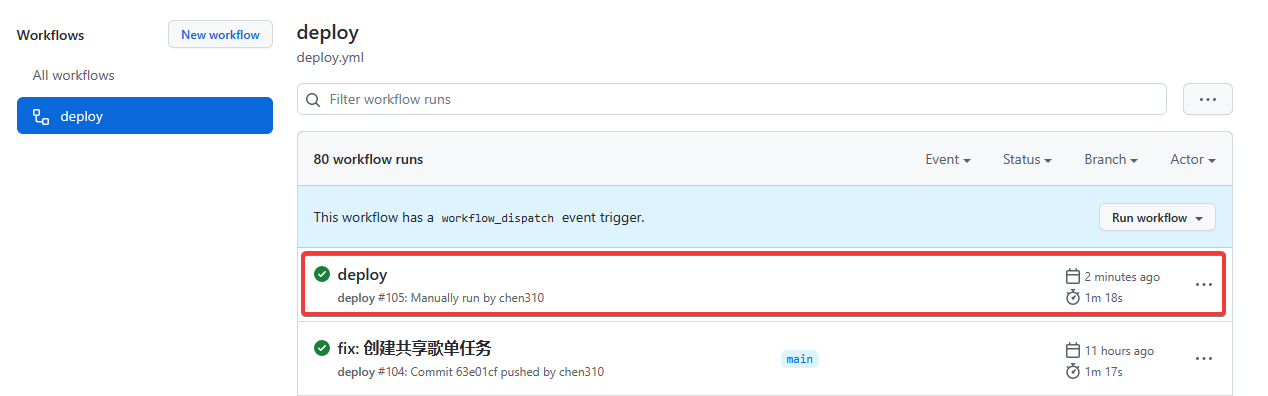 Workflows
New workflow
All workflows
deploy
deploy
deploy.yml
Filter workflow runs
80 workflow runs
Event
Status
Branch
Actor
This workflow has a workflow_dispatch event trigger.
Run workflow
deploy
2 minutes ago
deploy #105: Manually run by chen310
1m 18s
fix: 创建共享歌单任务
main
11 hours ago
deploy #104: Commit 63e01cf pushed by chen310
1m 17s